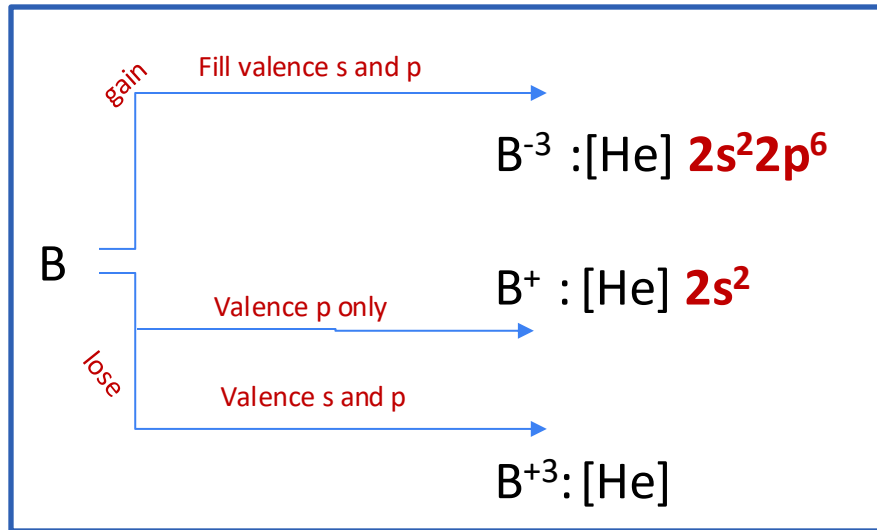 gain
Fill valence s and p
B⁻³ :[He] 2s²2p⁶
B
B⁺ : [He] 2s²
Valence p only
lose
Valence s and p
B⁺³: [He]